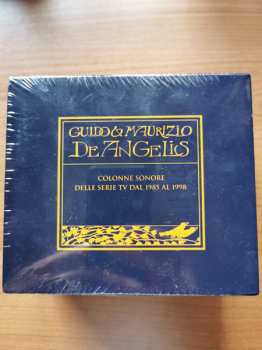 GUIDO & MAURIZIO
DE ANGELIS
COLONNE SONORE
DELLE SERIE TV DAL 1985 AL 1998